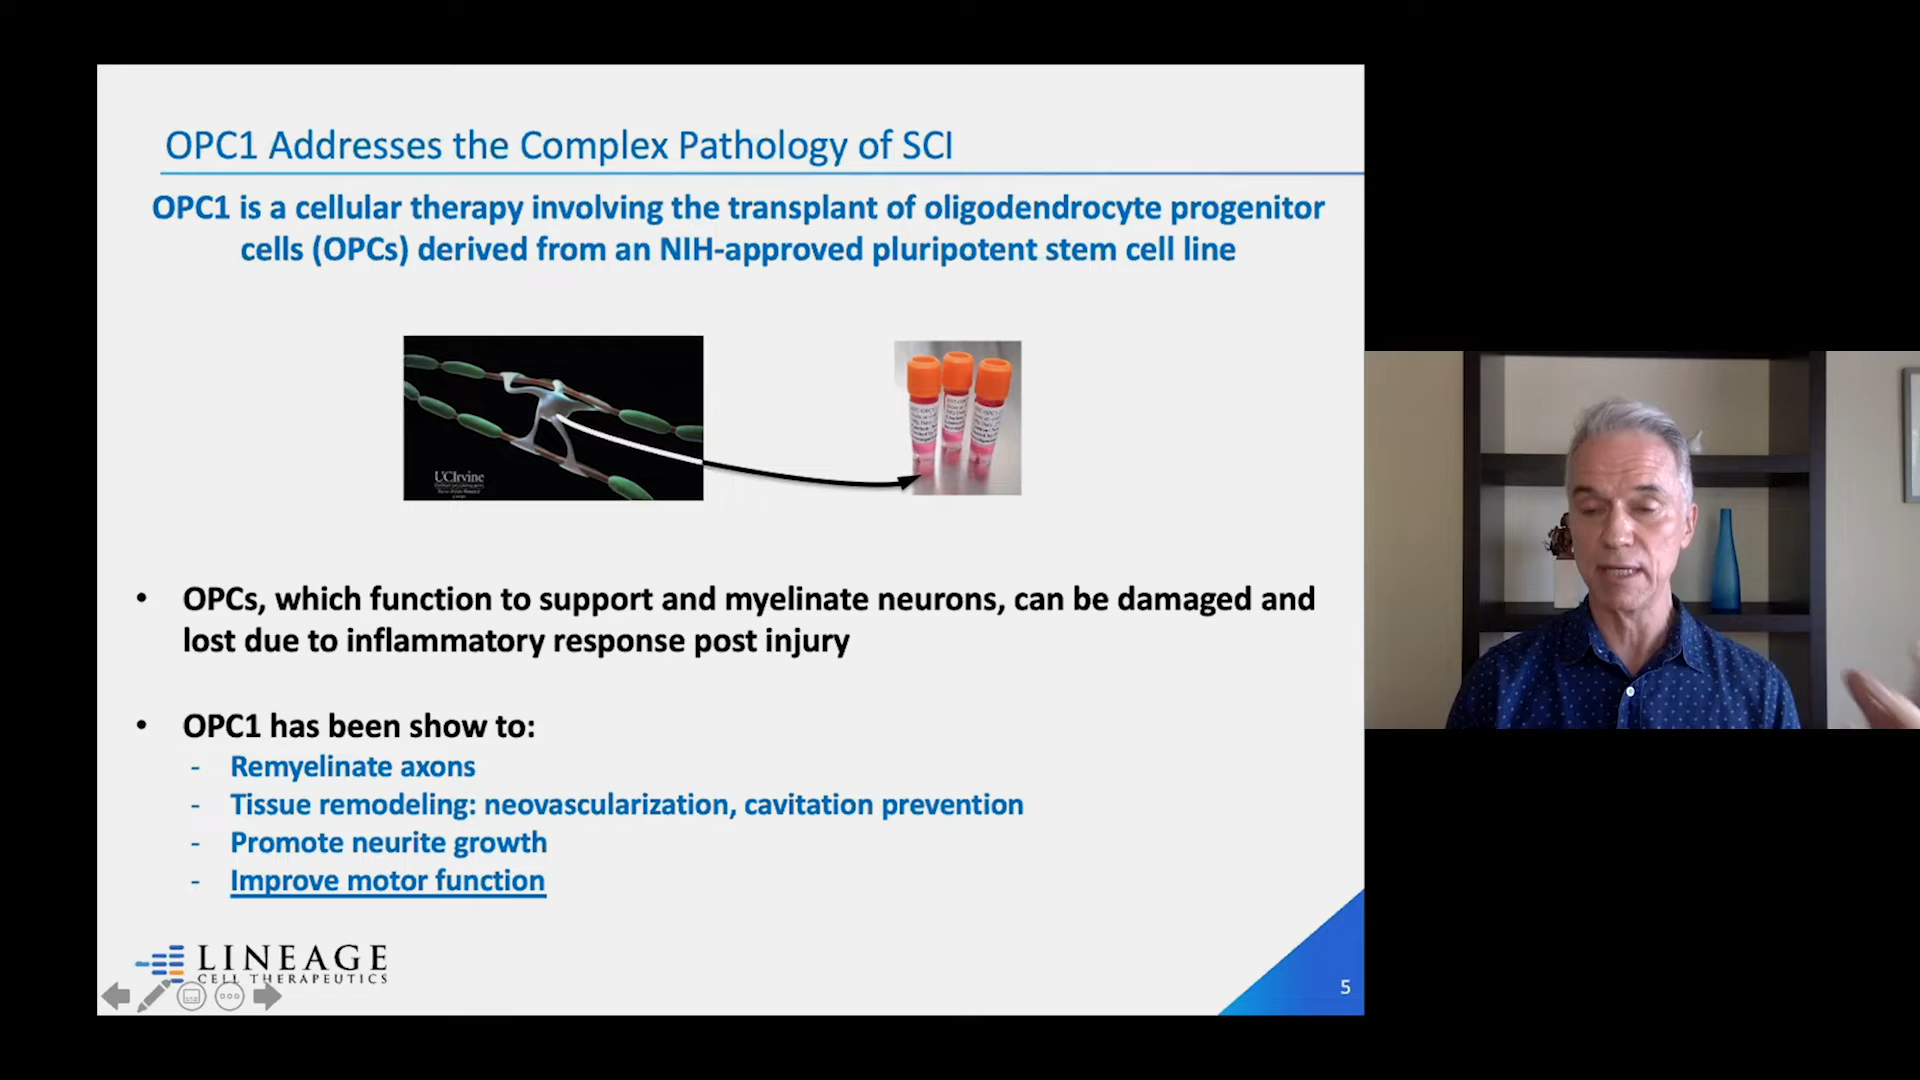 OPC1 Addresses the Complex Pathology of SCI
OPC1 is a cellular therapy involving the transplant of oligodendrocyte progenitor
cells (OPCs) derived from an NIH-approved pluripotent stem cell line
UCIrvine
• OPCs, which function to support and myelinate neurons, can be damaged and
lost due to inflammatory response post injury
• OPC1 has been show to:
- Remyelinate axons
- Tissue remodeling: neovascularization, cavitation prevention
- Promote neurite growth
- Improve motor function
LINEAGE
CELL THERAPEUTICS
5